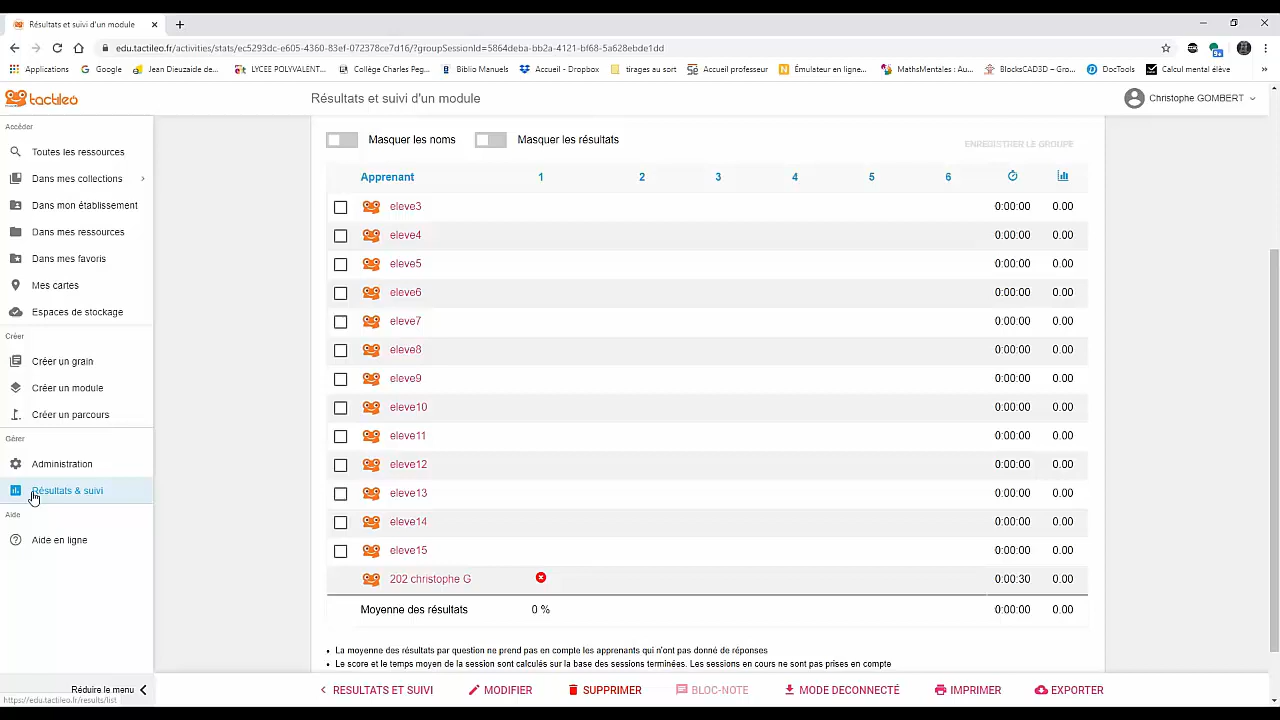 Résultats et suivi d'un module
edu.tactileo.fr/activities/stats/ec5293dc-e605-4360-83ef-072378ce7d16/?groupSessionId=5864deba-bb2a-4121-bf68-5a628ebde1dd
Applications Google Jean Dieuzaide de... LYCEE POLYVALENT... Collège Charles Peg... Biblio Manuels Accueil - Dropbox tirages au sort Accueil professeur Émulateur en ligne... MathsMentales : Au... BlocksCAD3D – Gro... DocTools Calcul mental élève »
tactileo Résultats et suivi d'un module Christophe GOMBERT
Accéder
Toutes les ressources
Dans mes collections
Dans mon établissement
Dans mes ressources
Dans mes favoris
Mes cartes
Espaces de stockage
Créer
Créer un grain
Créer un module
Créer un parcours
Gérer
Administration
Résultats & suivi
Aide
Aide en ligne
Réduire le menu
https://edu.tactileo.fr/results/list
Masquer les noms Masquer les résultats ENREGISTRER LE GROUPE
Apprenant 1 2 3 4 5 6
eleve3 0:00:00 0.00
eleve4 0:00:00 0.00
eleve5 0:00:00 0.00
eleve6 0:00:00 0.00
eleve7 0:00:00 0.00
eleve8 0:00:00 0.00
eleve9 0:00:00 0.00
eleve10 0:00:00 0.00
eleve11 0:00:00 0.00
eleve12 0:00:00 0.00
eleve13 0:00:00 0.00
eleve14 0:00:00 0.00
eleve15 0:00:00 0.00
202 christophe G 0:00:30 0.00
Moyenne des résultats 0 % 0:00:00 0.00
• La moyenne des résultats par question ne prend pas en compte les apprenants qui n'ont pas donné de réponses
• Le score et le temps moyen de la session sont calculés sur la base des sessions terminées. Les sessions en cours ne sont pas prises en compte
RESULTATS ET SUIVI MODIFIER SUPPRIMER BLOC-NOTE MODE DECONNECTÉ IMPRIMER EXPORTER